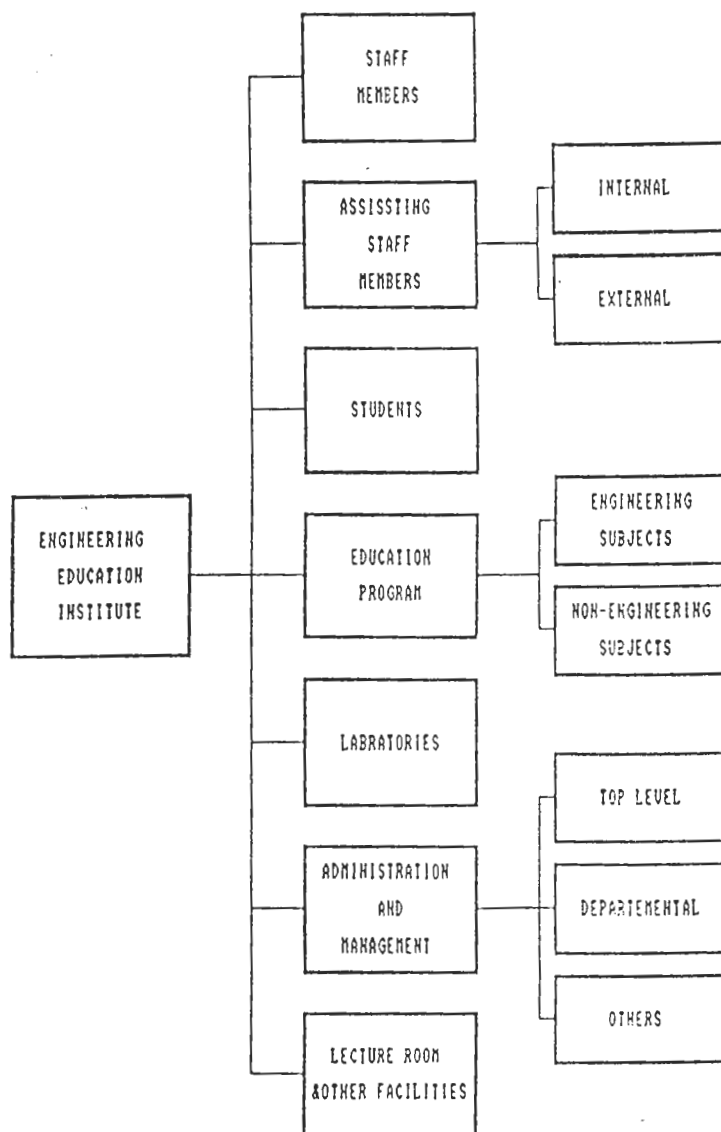 STAFF
MEMBERS
ASSISSTING
STAFF
MEMBERS
INTERNAL
EXTERNAL
STUDENTS
ENGINEERING
EDUCATION
INSTITUTE
EDUCATION
PROGRAM
ENGINEERING
SUBJECTS
NON-ENGINEERING
SUBJECTS
LABRATORIES
ADMINISTRATION
AND
MANAGEMENT
TOP LEVEL
DEPARTEMENTAL
OTHERS
LECTURE ROOM
&OTHER FACILITIES